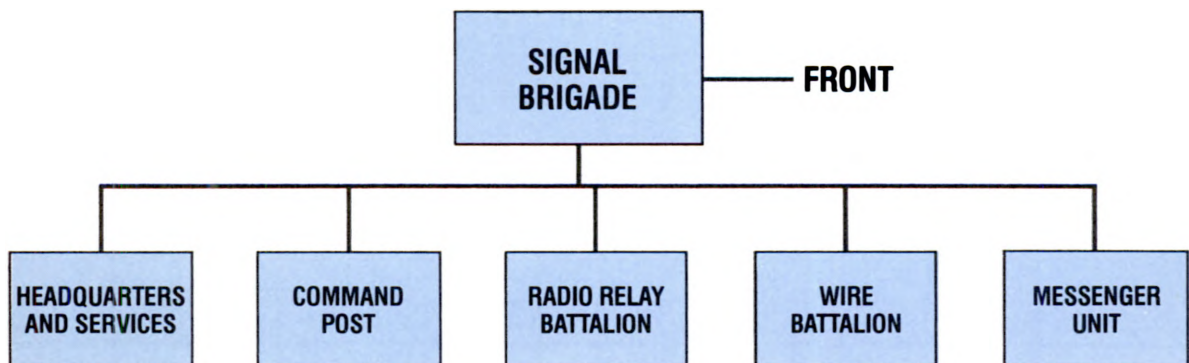 SIGNAL
BRIGADE
FRONT
HEADQUARTERS
AND SERVICES
COMMAND
POST
RADIO RELAY
BATTALION
WIRE
BATTALION
MESSENGER
UNIT